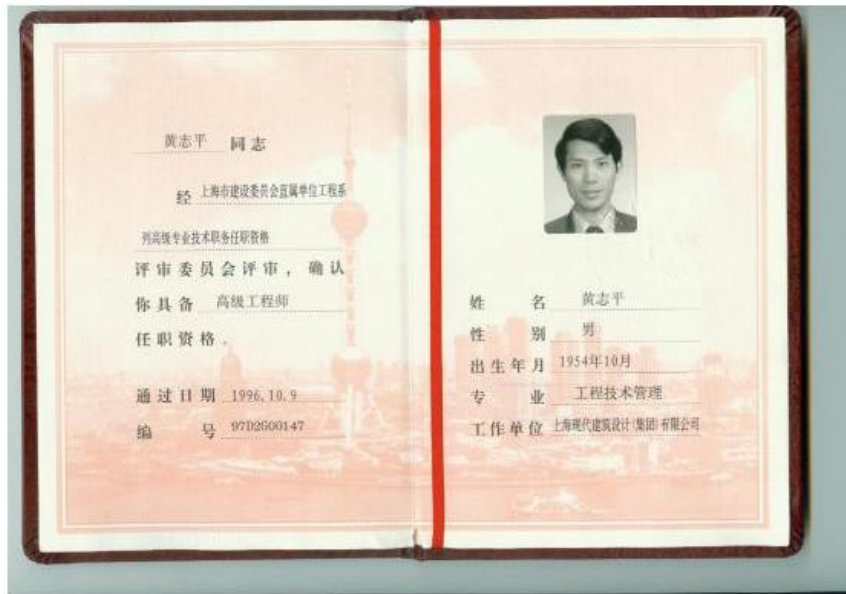 黄志平 同志
经 上海市建设委员会直属单位工程系
列高级专业技术职务任职资格
评审委员会评审，确认
你具备 高级工程师
任职资格。
通过日期 1996.10.9
编 号 97D2G00147
姓 名 黄志平
性 别 男
出生年月 1954年10月
专 业 工程技术管理
工作单位 上海现代建筑设计(集团)有限公司